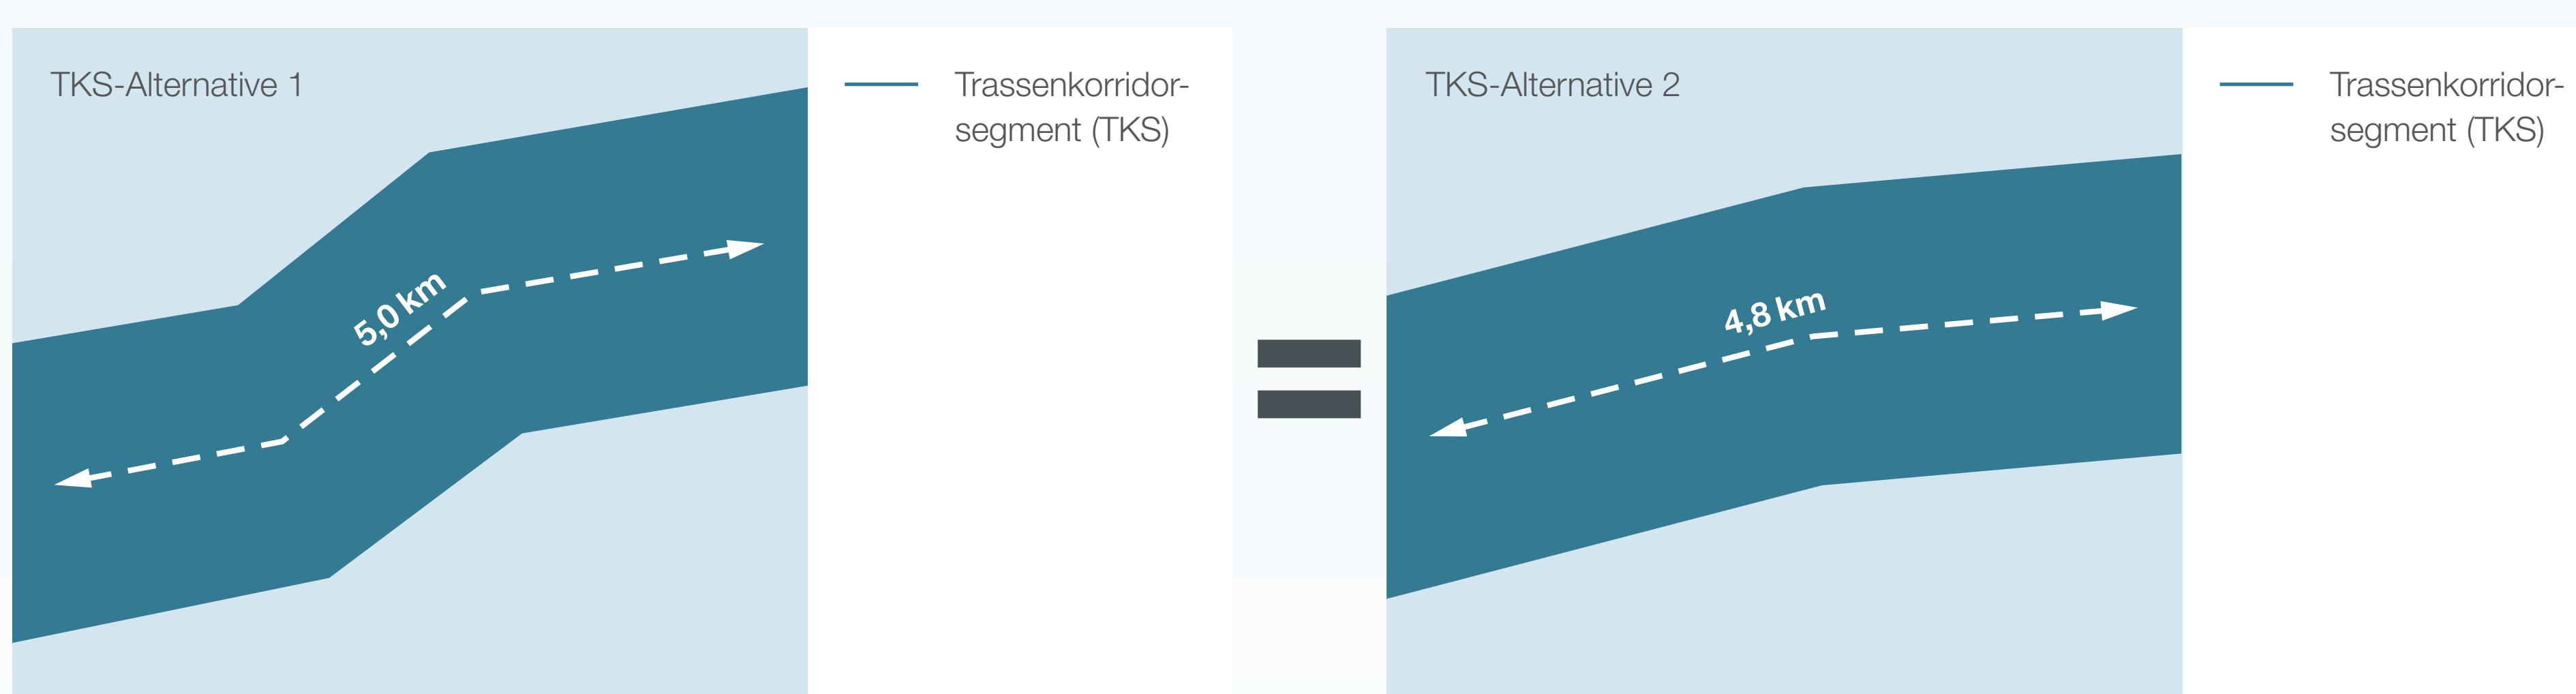 TKS-Alternative 1
Trassenkorridor-
segment (TKS)
5,0 km
TKS-Alternative 2
Trassenkorridor-
segment (TKS)
4,8 km